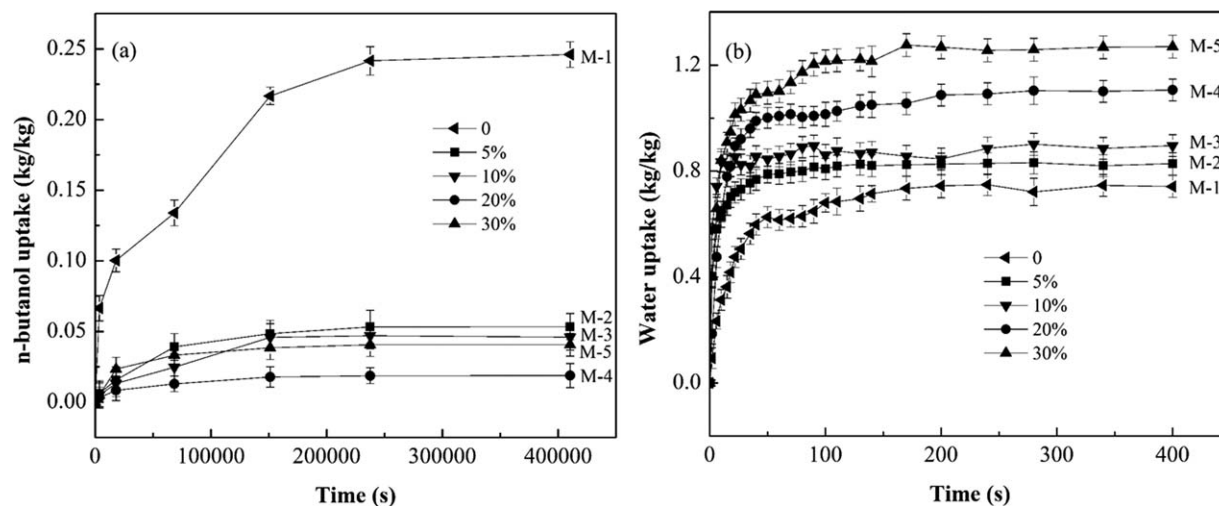 (a)
n-butanol uptake (kg/kg)
0.25
0.20
0.15
0.10
0.05
0.00
0
5%
10%
20%
30%
M-1
M-2
M-3
M-5
M-4
0 100000 200000 300000 400000
Time (s)
(b)
Water uptake (kg/kg)
1.2
0.8
0.4
0.0
M-5
M-4
M-3
M-2
M-1
0
5%
10%
20%
30%
0 100 200 300 400
Time (s)